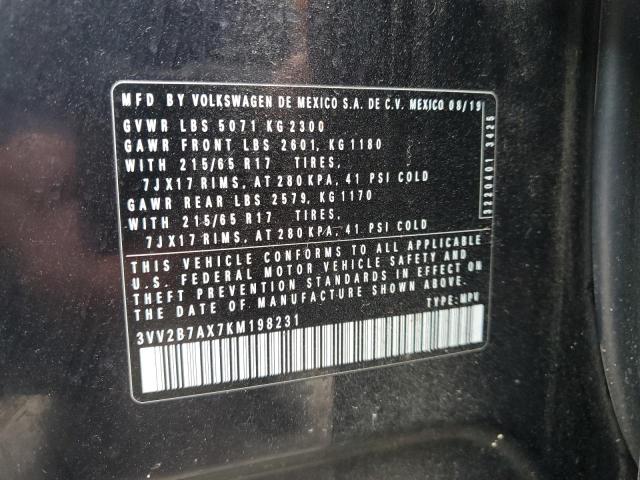 MFD BY VOLKSWAGEN DE MEXICO S.A. DE C.V. MEXICO 08/19
GVWR LBS 5071 KG 2300
GAWR FRONT LBS 2601, KG 1180
WITH 215/65 R17 TIRES,
7JX17 RIMS, AT 280 KPA, 41 PSI COLD
GAWR REAR LBS 2579, KG 1170
WITH 215/65 R17 TIRES,
7JX17 RIMS, AT 280 KPA, 41 PSI COLD
THIS VEHICLE CONFORMS TO ALL APPLICABLE
U.S. FEDERAL MOTOR VEHICLE SAFETY AND
THEFT PREVENTION STANDARDS IN EFFECT ON
THE DATE OF MANUFACTURE SHOWN ABOVE.
TYPE: MPV
3VV2B7AX7KM198231
3220401 3425